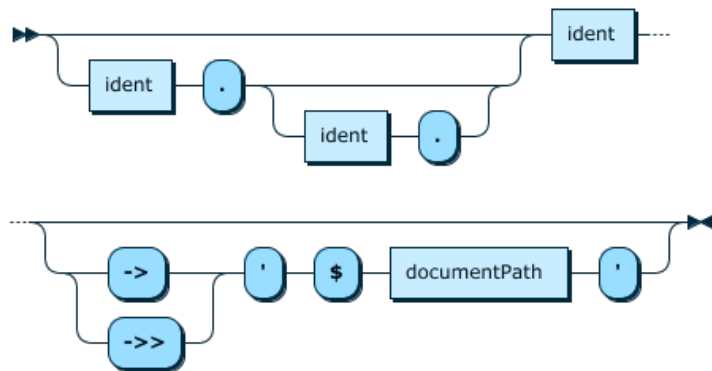 ident
ident .
ident .
-> ' $ documentPath '
->>